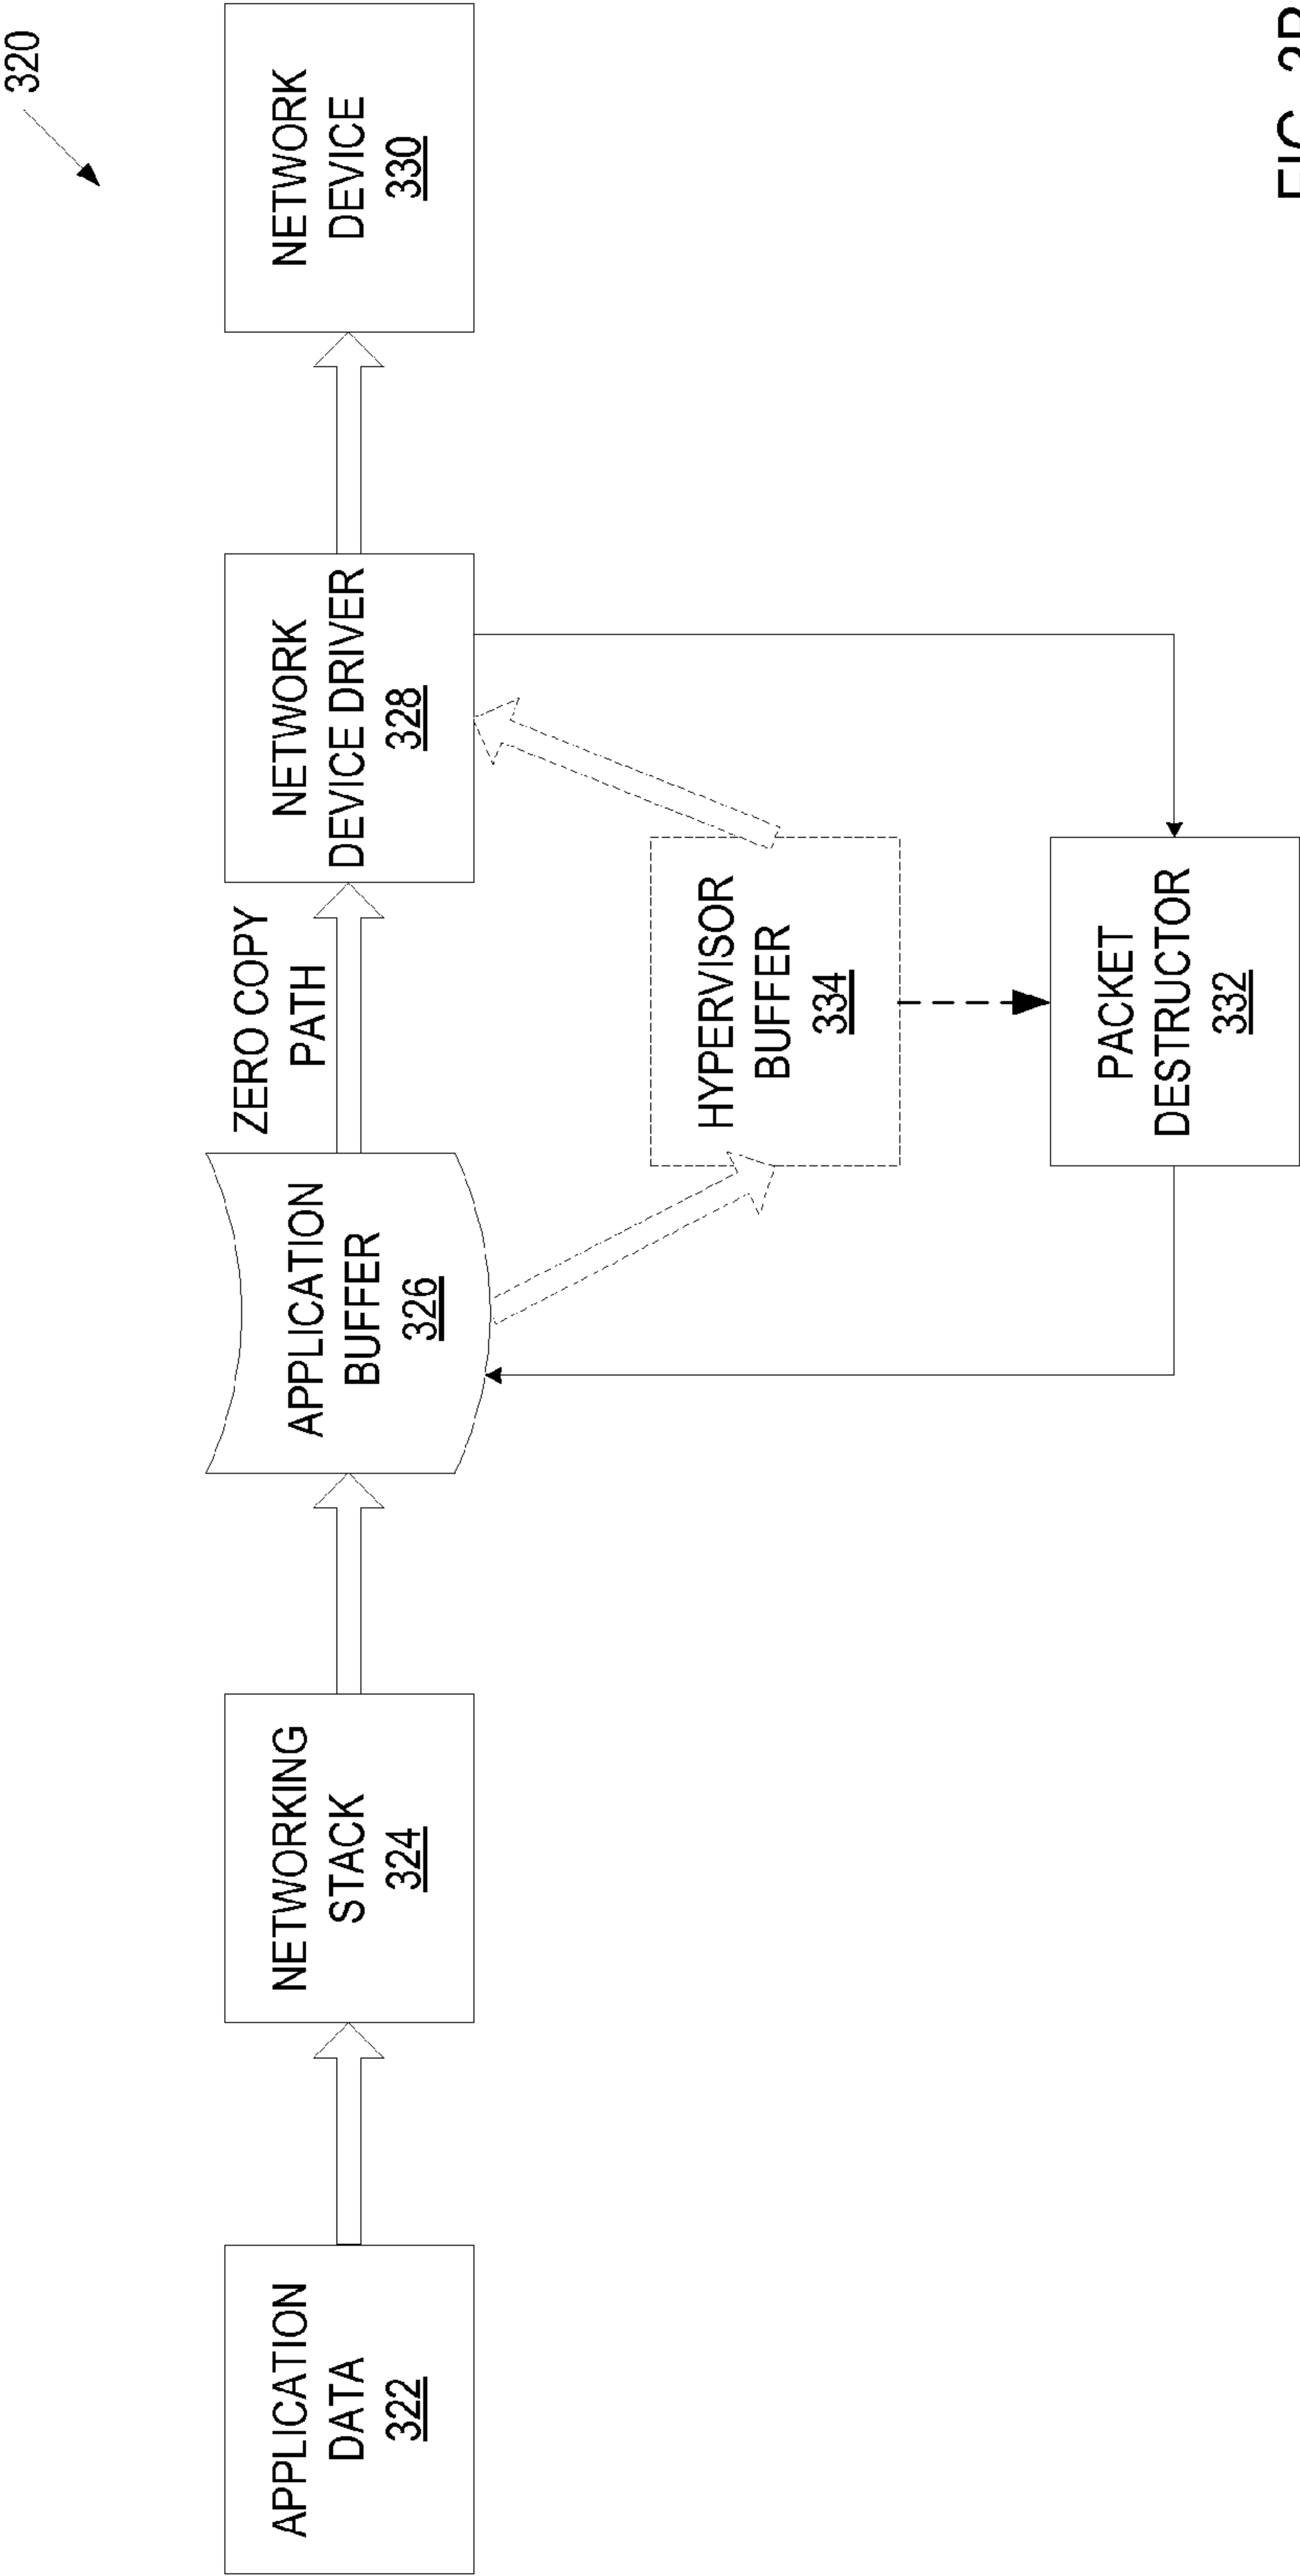 320
APPLICATION
DATA
322
NETWORKING
STACK
324
APPLICATION
BUFFER
326
ZERO COPY
PATH
NETWORK
DEVICE DRIVER
328
NETWORK
DEVICE
330
HYPERVISOR
BUFFER
334
PACKET
DESTRUCTOR
332
FIG.